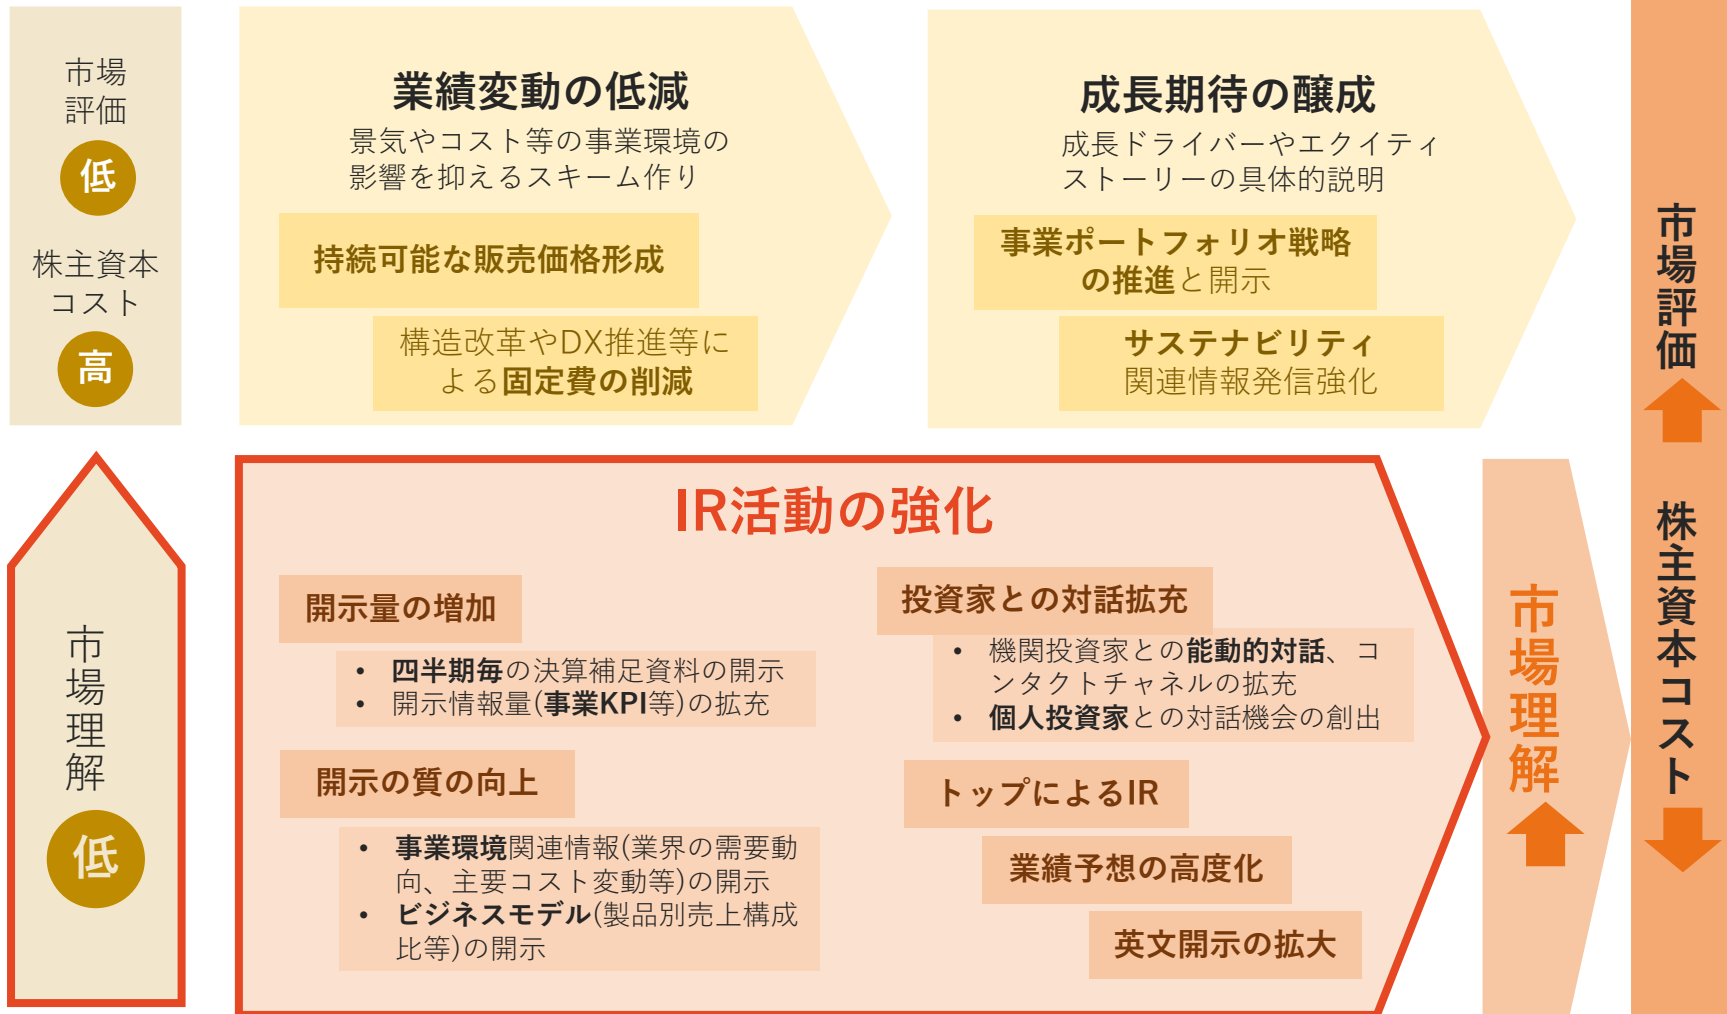 市場
評価
低
株主資本
コスト
高
業績変動の低減
景気やコスト等の事業環境の
影響を抑えるスキーム作り
持続可能な販売価格形成
構造改革やDX推進等に
よる固定費の削減
成長期待の醸成
成長ドライバーやエクイティ
ストーリーの具体的説明
事業ポートフォリオ戦略
の推進と開示
サステナビリティ
関連情報発信強化
市場理解
低
IR活動の強化
開示量の増加
• 四半期毎の決算補足資料の開示
• 開示情報量(事業KPI等)の拡充
開示の質の向上
• 事業環境関連情報(業界の需要動
向、主要コスト変動等)の開示
• ビジネスモデル(製品別売上構成
比等)の開示
投資家との対話拡充
• 機関投資家との能動的対話、コ
ンタクトチャネルの拡充
• 個人投資家との対話機会の創出
トップによるIR
業績予想の高度化
英文開示の拡大
市場理解
市場評価
株主資本コスト